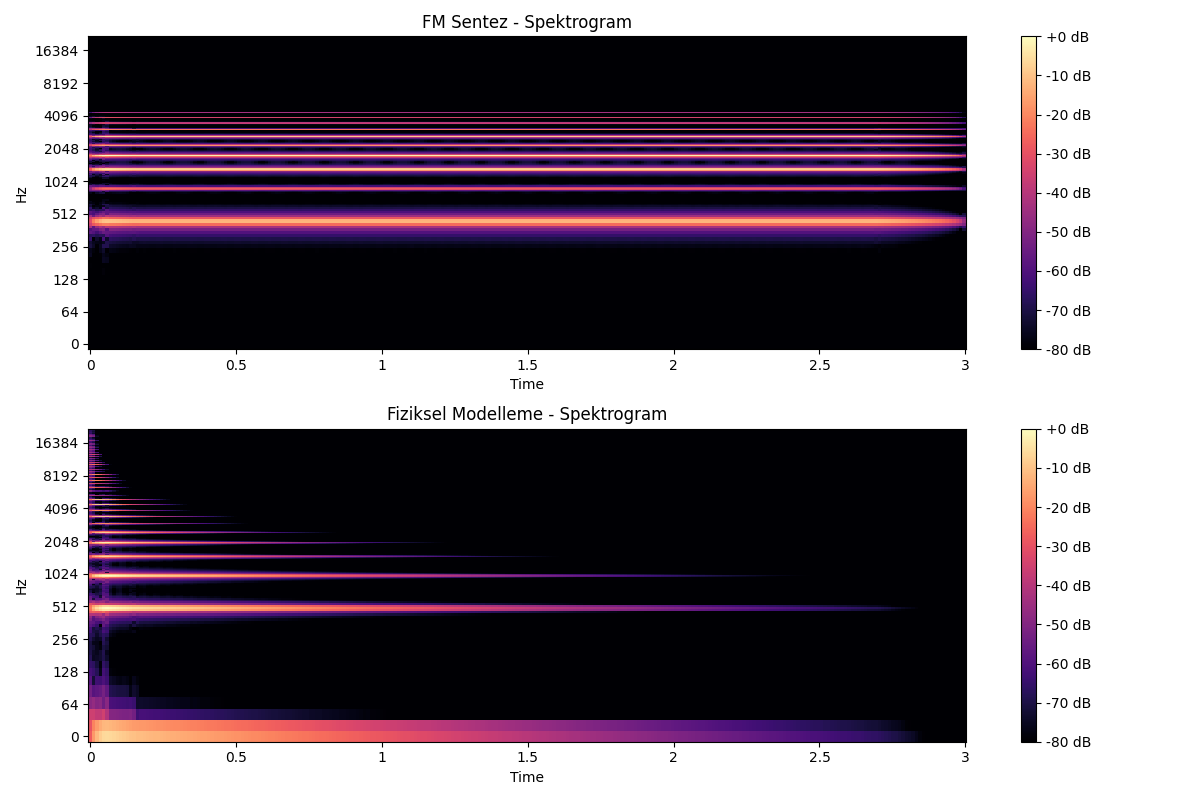 FM Sentez - Spektrogram
16384
8192
4096
2048
1024
512
256
128
64
0
Hz
0 0.5 1 1.5 2 2.5 3
Time
+0 dB
-10 dB
-20 dB
-30 dB
-40 dB
-50 dB
-60 dB
-70 dB
-80 dB
Fiziksel Modelleme - Spektrogram
16384
8192
4096
2048
1024
512
256
128
64
0
Hz
0 0.5 1 1.5 2 2.5 3
Time
+0 dB
-10 dB
-20 dB
-30 dB
-40 dB
-50 dB
-60 dB
-70 dB
-80 dB